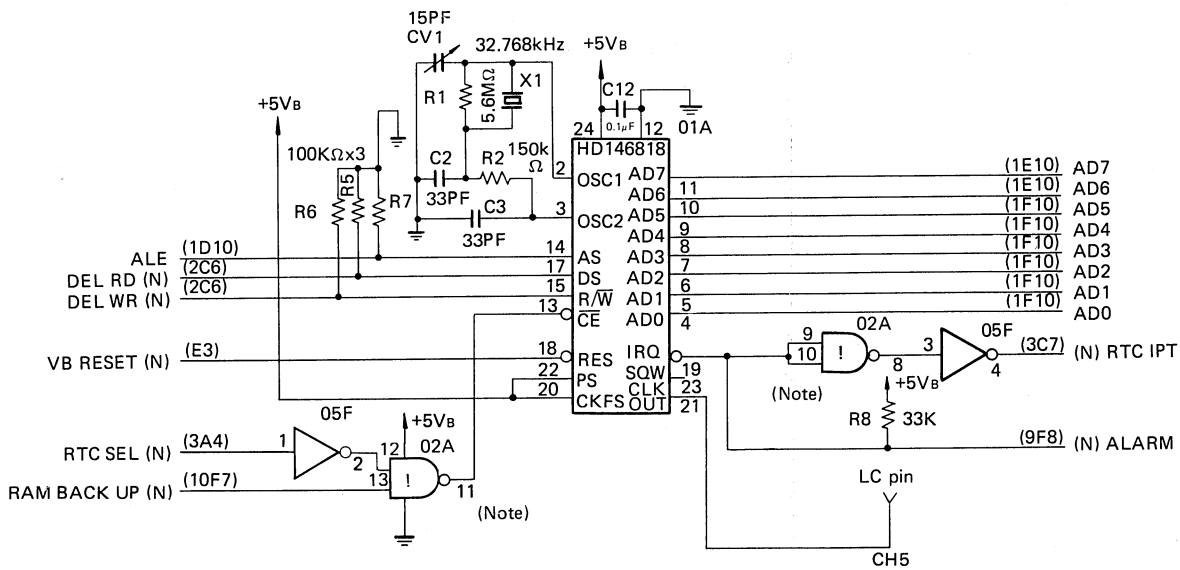 15PF
CV1
32.768kHz
+5VB
R1
5.6MΩ
X1
C12
0.1μF
01A
24
12
+5VB
100KΩx3
C2
R2
150k
Ω
HD146818
33PF
2
OSC1
AD7
(1E10) AD7
R5
R6
R7
C3
33PF
3
OSC2
AD6
11
(1E10) AD6
AD5
10
(1F10) AD5
AD4
9
(1F10) AD4
ALE (1D10)
14
AS
AD3
8
(1F10) AD3
DEL RD (N) (2C6)
17
DS
AD2
7
(1F10) AD2
DEL WR (N) (2C6)
15
R/W̅
AD1
6
(1F10) AD1
13
C̅E̅
AD0
5
4
(1F10) AD0
VB RESET (N) (E3)
18
RES
IRQ
9
10
!
02A
8
3
05F
4
(3C7) (N) RTC IPT
22
PS
SQW
19
20
CKFS
CLK
23
OUT
21
(Note)
+5VB
R8
33K
(9F8) (N) ALARM
05F
+5VB
RTC SEL (N) (3A4)
1
2
12
02A
RAM BACK UP (N) (10F7)
13
!
11
(Note)
LC pin
CH5